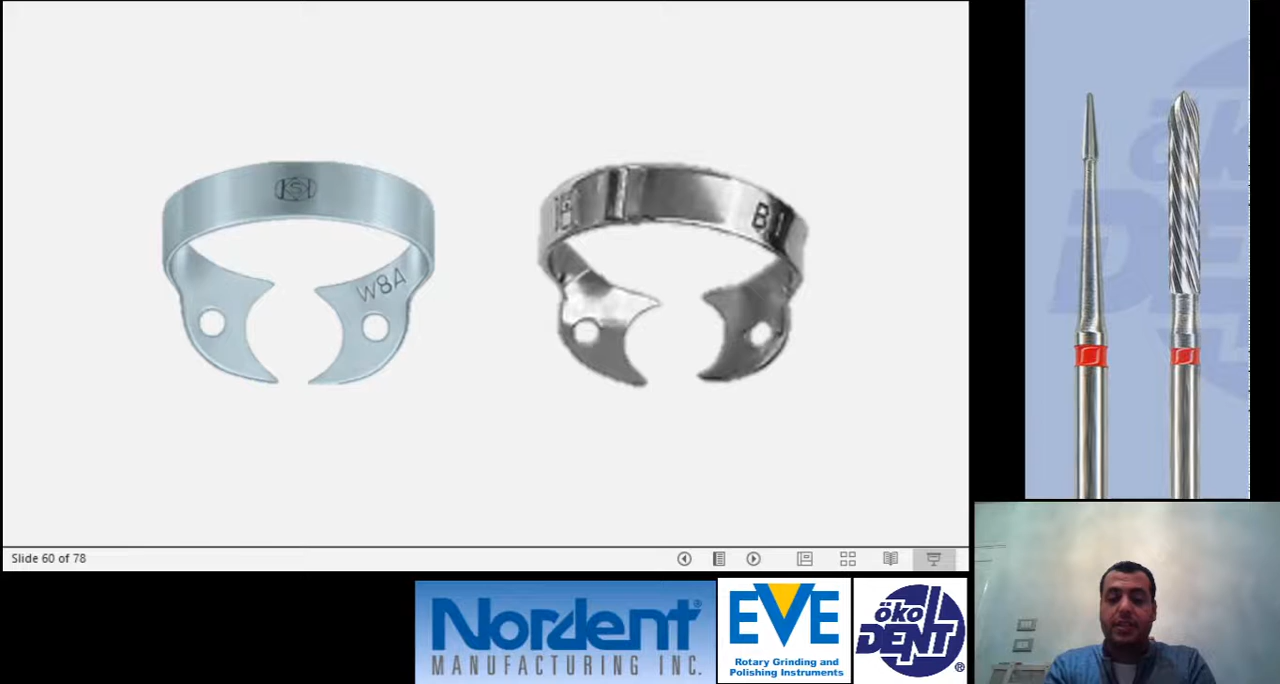 S
W8A
B1
Slide 60 of 78
Nordent®
MANUFACTURING INC.
EVE
Rotary Grinding and
Polishing Instruments
öko
DENT®